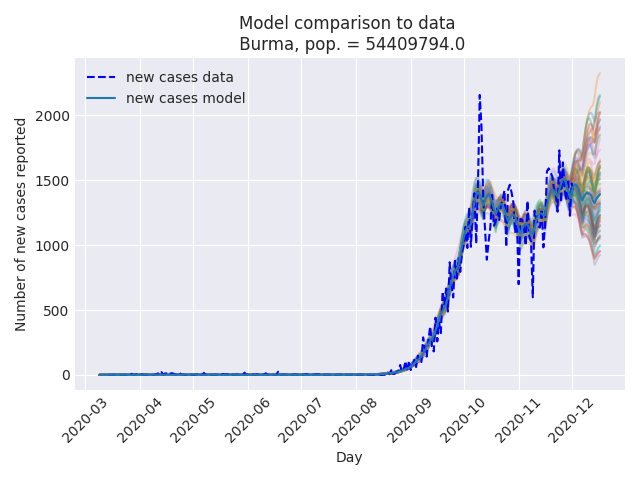 Model comparison to data
Burma, pop. = 54409794.0
new cases data
new cases model
Number of new cases reported
2000
1500
1000
500
0
2020-03
2020-04
2020-05
2020-06
2020-07
2020-08
2020-09
2020-10
2020-11
2020-12
Day